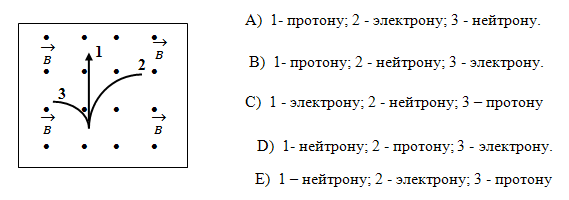 A) 1- протону; 2 - электрону; 3 - нейтрону.
B) 1- протону; 2 - нейтрону; 3 - электрону.
C) 1 - электрону; 2 - нейтрону; 3 – протону
D) 1- нейтрону; 2 - протону; 3 - электрону.
E) 1 – нейтрону; 2 - электрону; 3 - протону
B
1
B
2
3
B
B